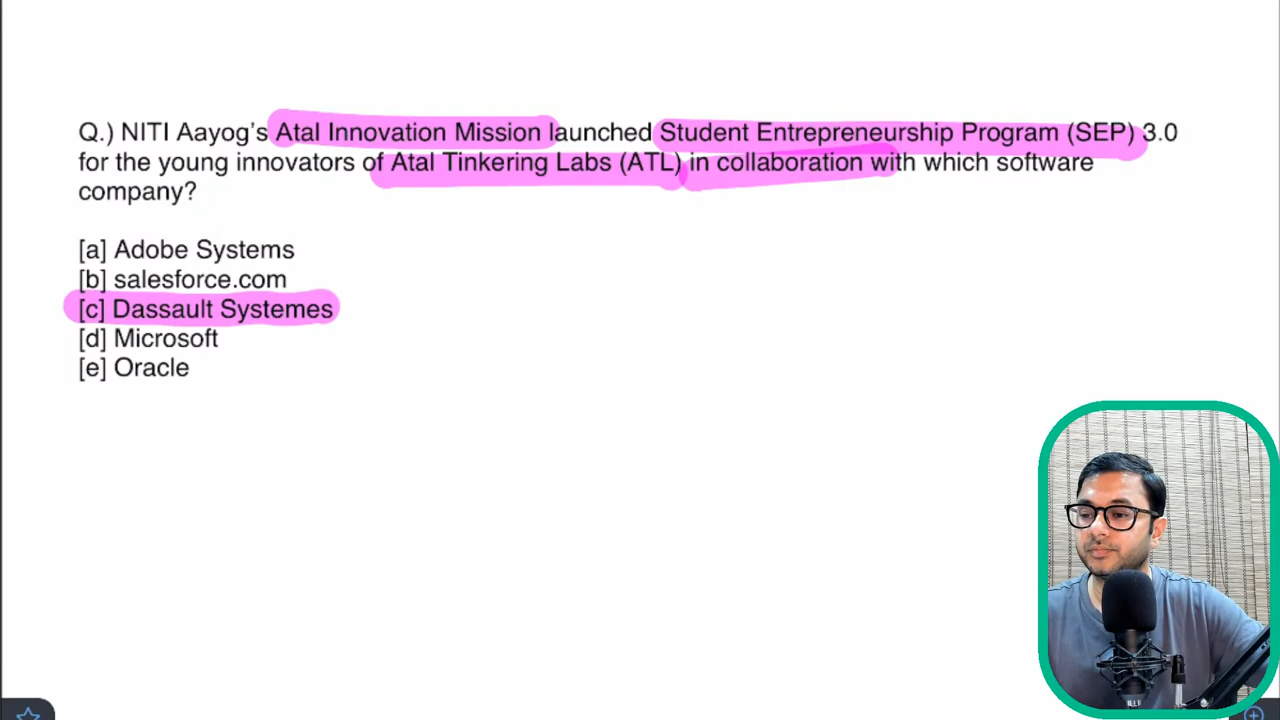 Q.) NITI Aayog's Atal Innovation Mission launched Student Entrepreneurship Program (SEP) 3.0
for the young innovators of Atal Tinkering Labs (ATL) in collaboration with which software
company?
[a] Adobe Systems
[b] salesforce.com
[c] Dassault Systemes
[d] Microsoft
[e] Oracle